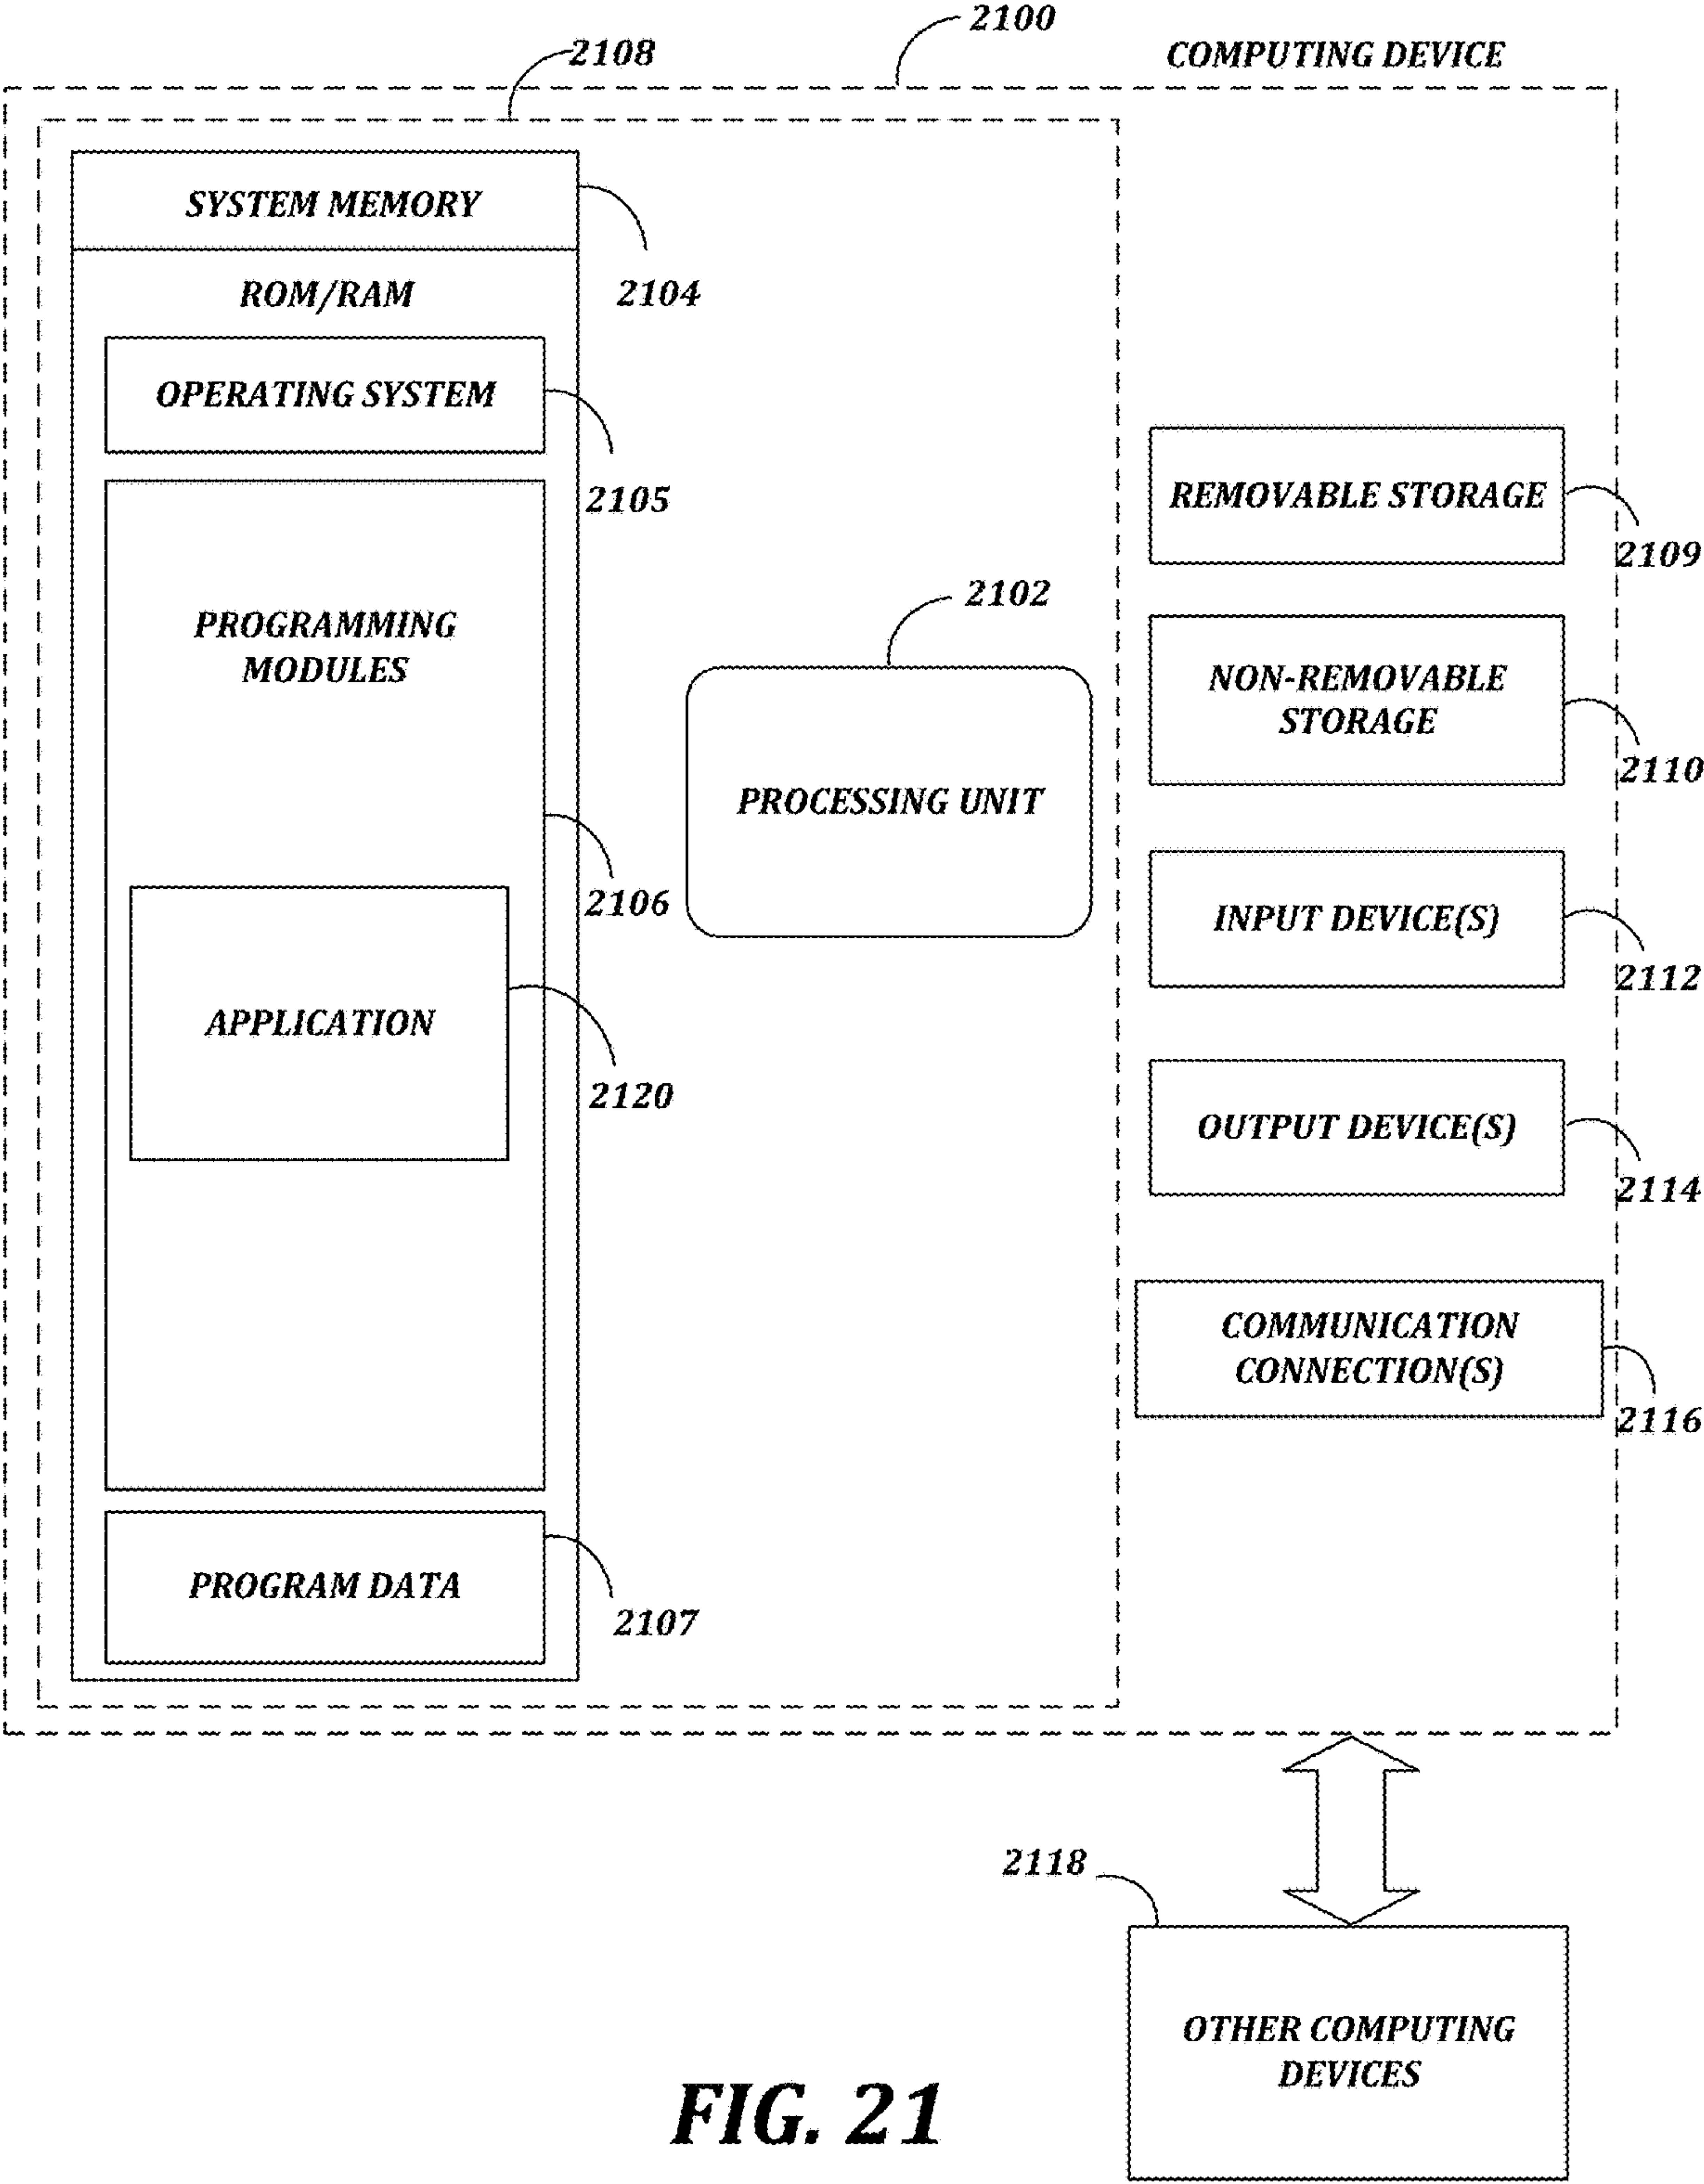 2100
2108
COMPUTING DEVICE
SYSTEM MEMORY
2104
ROM/RAM
OPERATING SYSTEM
2105
PROGRAMMING
MODULES
2106
APPLICATION
2120
PROGRAM DATA
2107
2102
PROCESSING UNIT
REMOVABLE STORAGE
2109
NON-REMOVABLE
STORAGE
2110
INPUT DEVICE(S)
2112
OUTPUT DEVICE(S)
2114
COMMUNICATION
CONNECTION(S)
2116
2118
OTHER COMPUTING
DEVICES
FIG. 21